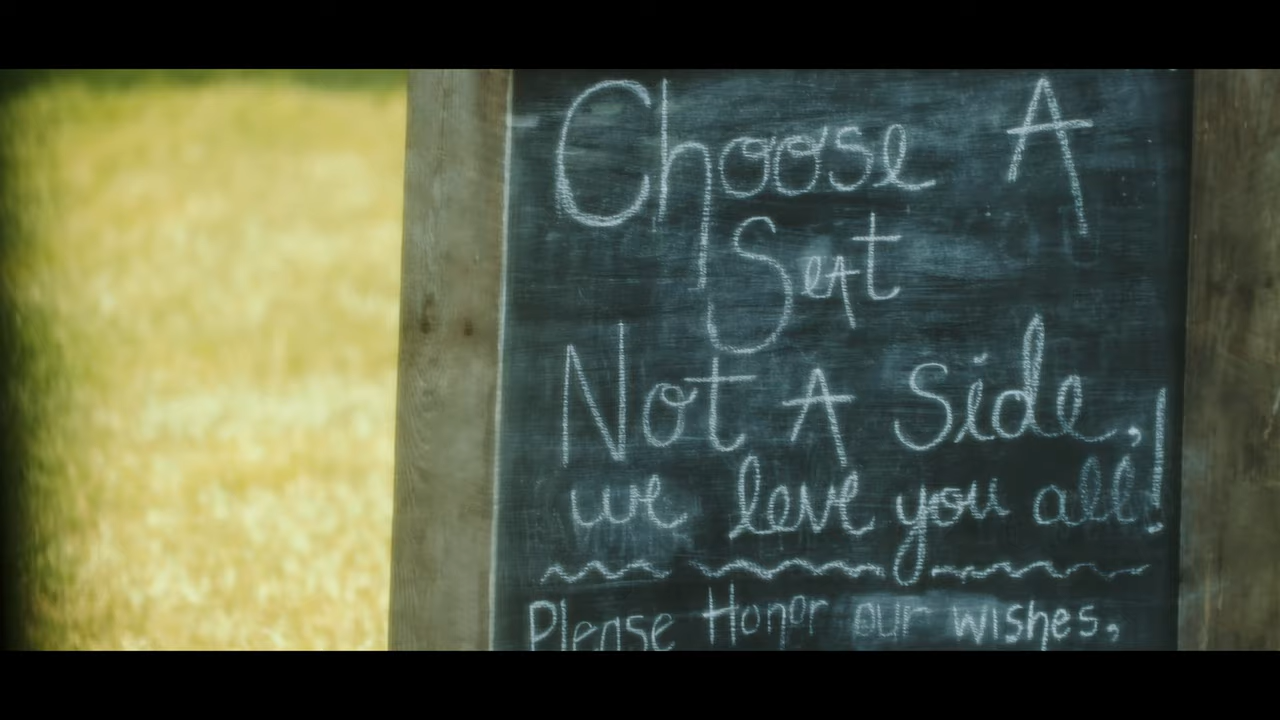 Choose A
Seat
Not A Side,
we love you all!
Please Honor our wishes,